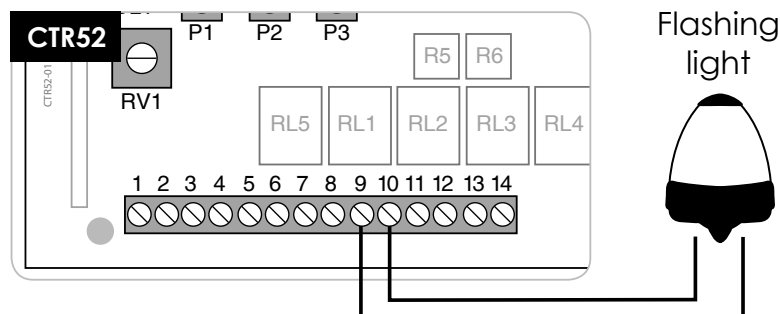 CTR52
P1 P2 P3
Flashing
light
CTR52-01
RV1
R5 R6
RL5 RL1 RL2 RL3 RL4
1 2 3 4 5 6 7 8 9 10 11 12 13 14